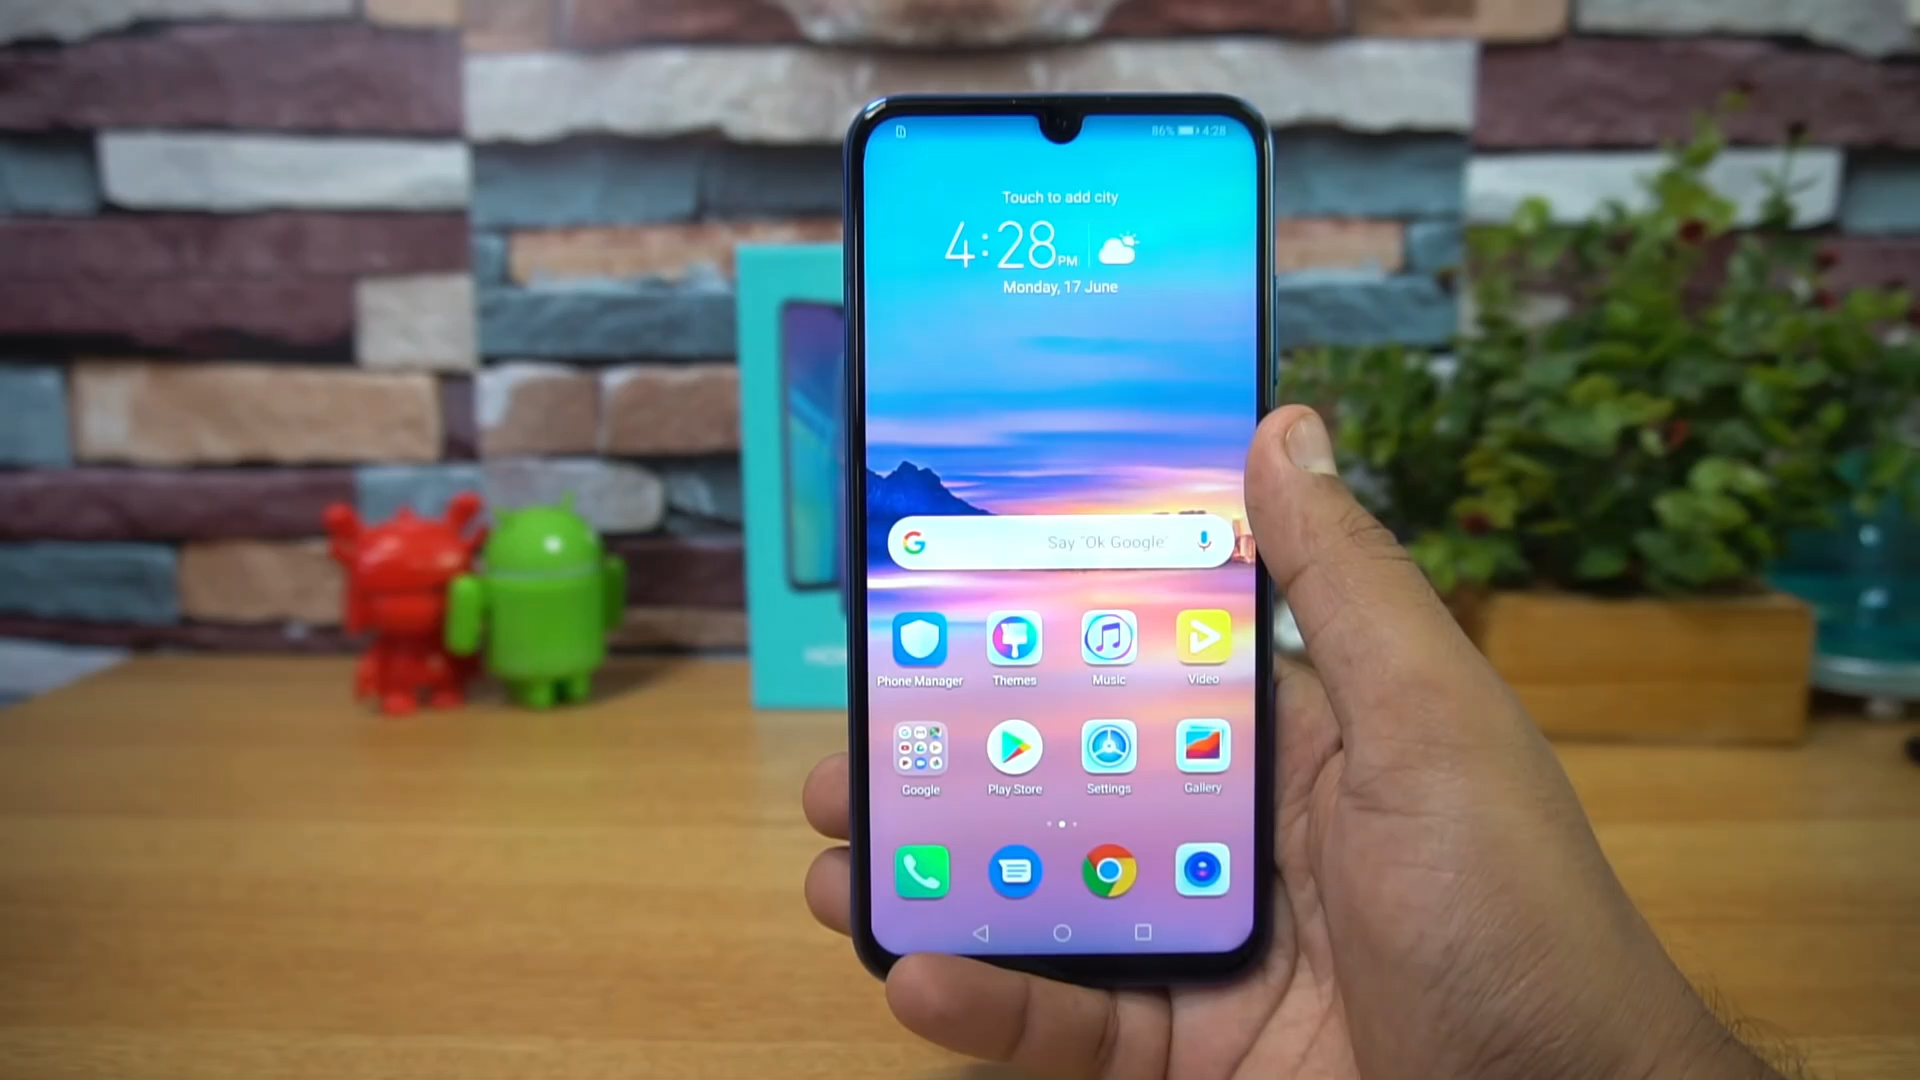 86% 4:28
Touch to add city
4:28 PM
Monday, 17 June
G Say "Ok Google"
Phone Manager Themes Music Video
Google Play Store Settings Gallery